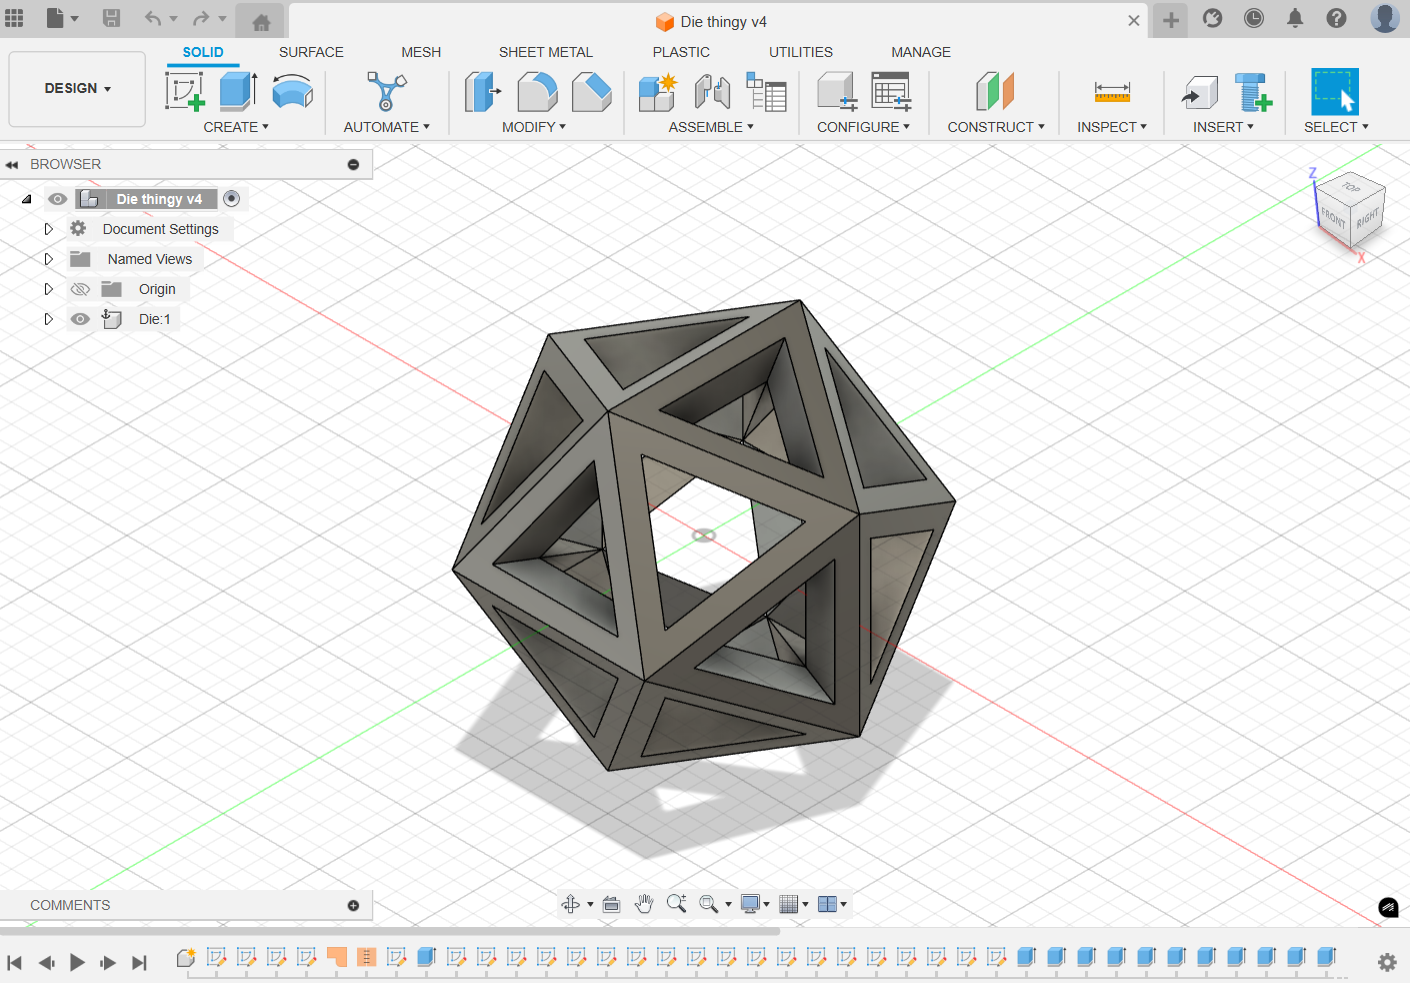 Die thingy v4
SOLID SURFACE MESH SHEET METAL PLASTIC UTILITIES MANAGE
DESIGN
CREATE AUTOMATE MODIFY ASSEMBLE CONFIGURE CONSTRUCT INSPECT INSERT SELECT
BROWSER
Die thingy v4
Document Settings
Named Views
Origin
Die:1
Z
TOP
FRONT RIGHT
X
COMMENTS